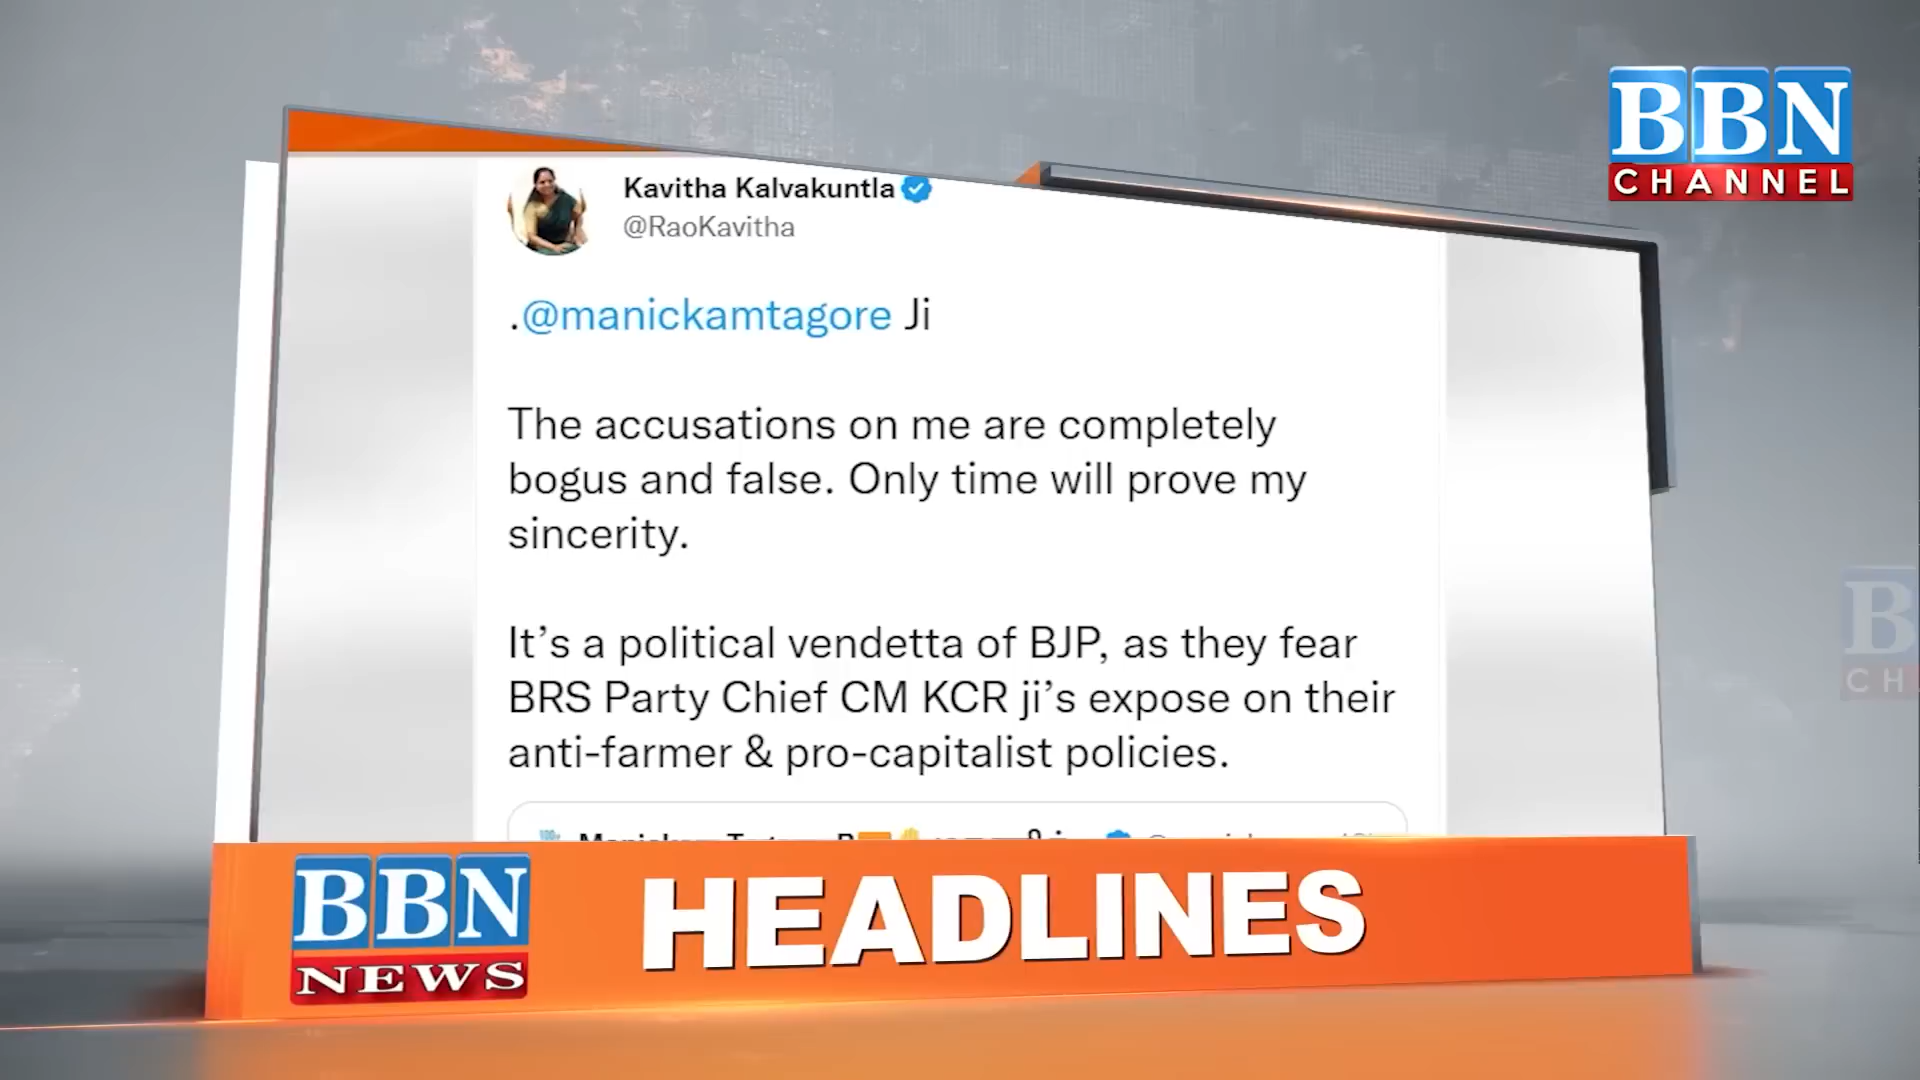 BBN
CHANNEL
Kavitha Kalvakuntla
@RaoKavitha
.@manickamtagore Ji
The accusations on me are completely
bogus and false. Only time will prove my
sincerity.
It's a political vendetta of BJP, as they fear
BRS Party Chief CM KCR ji's expose on their
anti-farmer & pro-capitalist policies.
B
CH
BBN
NEWS
HEADLINES